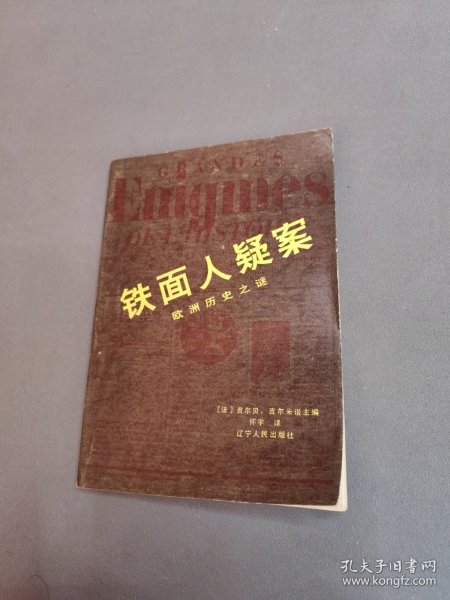 GRANDES
Enigmes
DE L'HISTOIRE
铁面人疑案
欧洲历史之谜
[法]吉尔贝、吉尔米诺主编
怀宇 译
辽宁人民出版社
孔夫子旧书网
www.kongfz.com